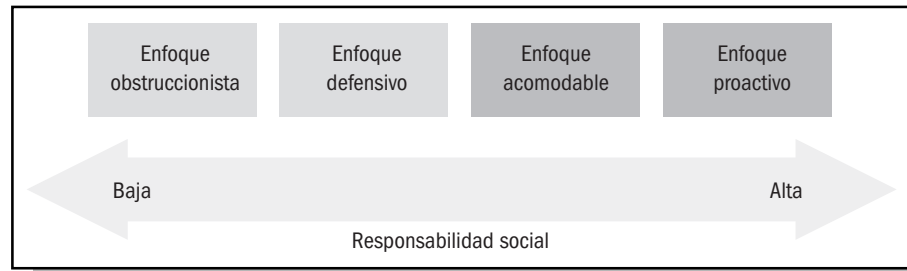 Enfoque
obstruccionista
Enfoque
defensivo
Enfoque
acomodable
Enfoque
proactivo
Baja
Alta
Responsabilidad social